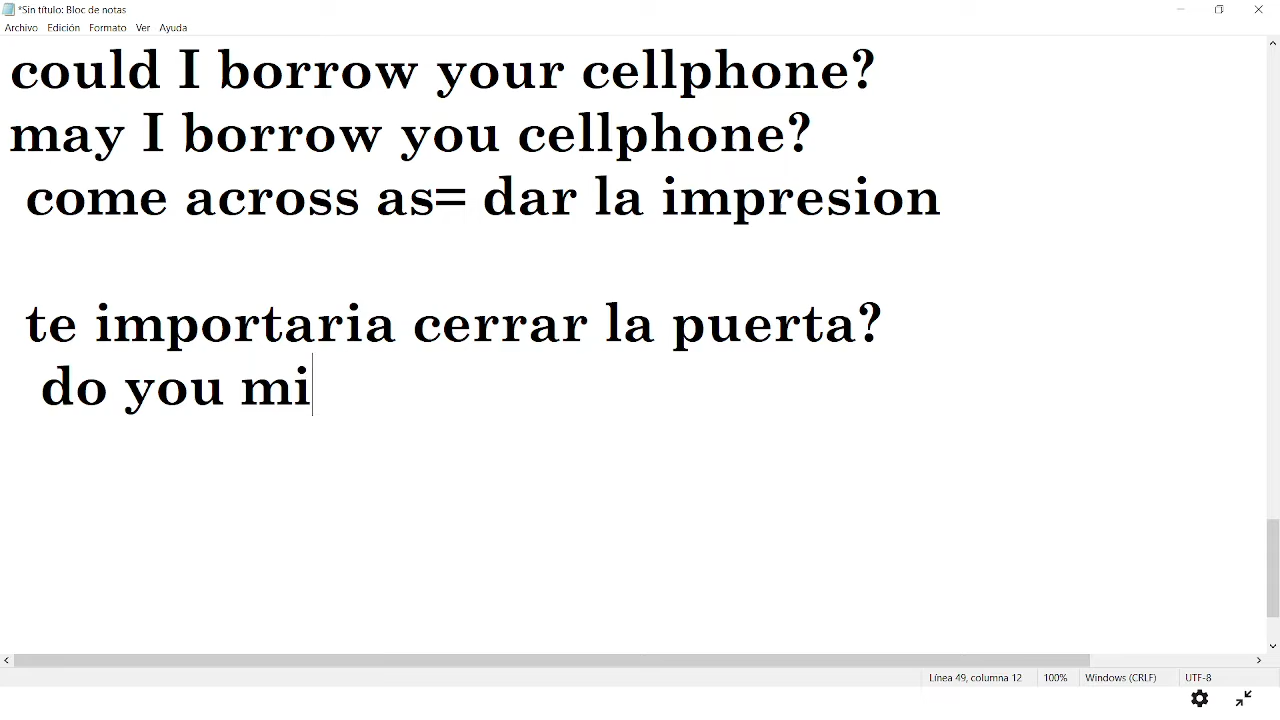 *Sin título: Bloc de notas
Archivo Edición Formato Ver Ayuda
could I borrow your cellphone?
may I borrow you cellphone?
come across as= dar la impresion
te importaria cerrar la puerta?
do you mi
Línea 49, columna 12 100% Windows (CRLF) UTF-8